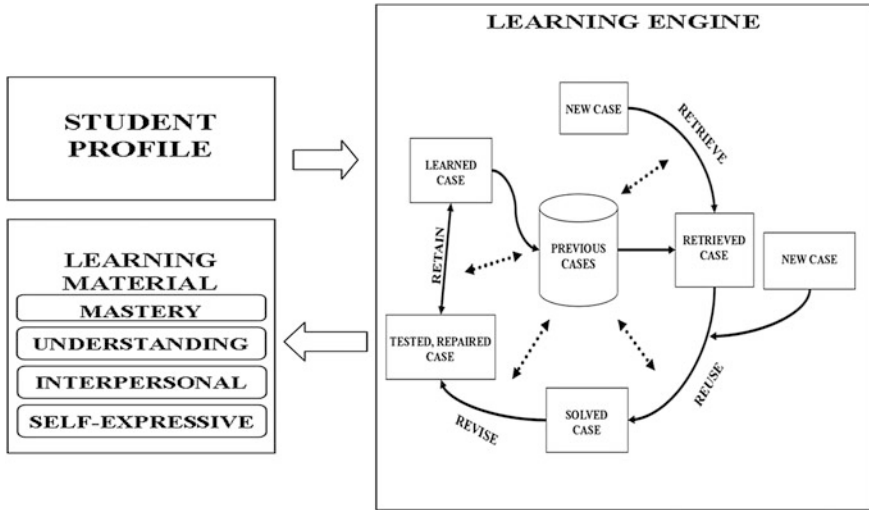 STUDENT
PROFILE
LEARNING
MATERIAL
MASTERY
UNDERSTANDING
INTERPERSONAL
SELF-EXPRESSIVE
LEARNING ENGINE
NEW CASE
RETRIEVE
LEARNED
CASE
PREVIOUS
CASES
RETRIEVED
CASE
NEW CASE
RETAIN
TESTED, REPAIRED
CASE
REUSE
SOLVED
CASE
REVISE